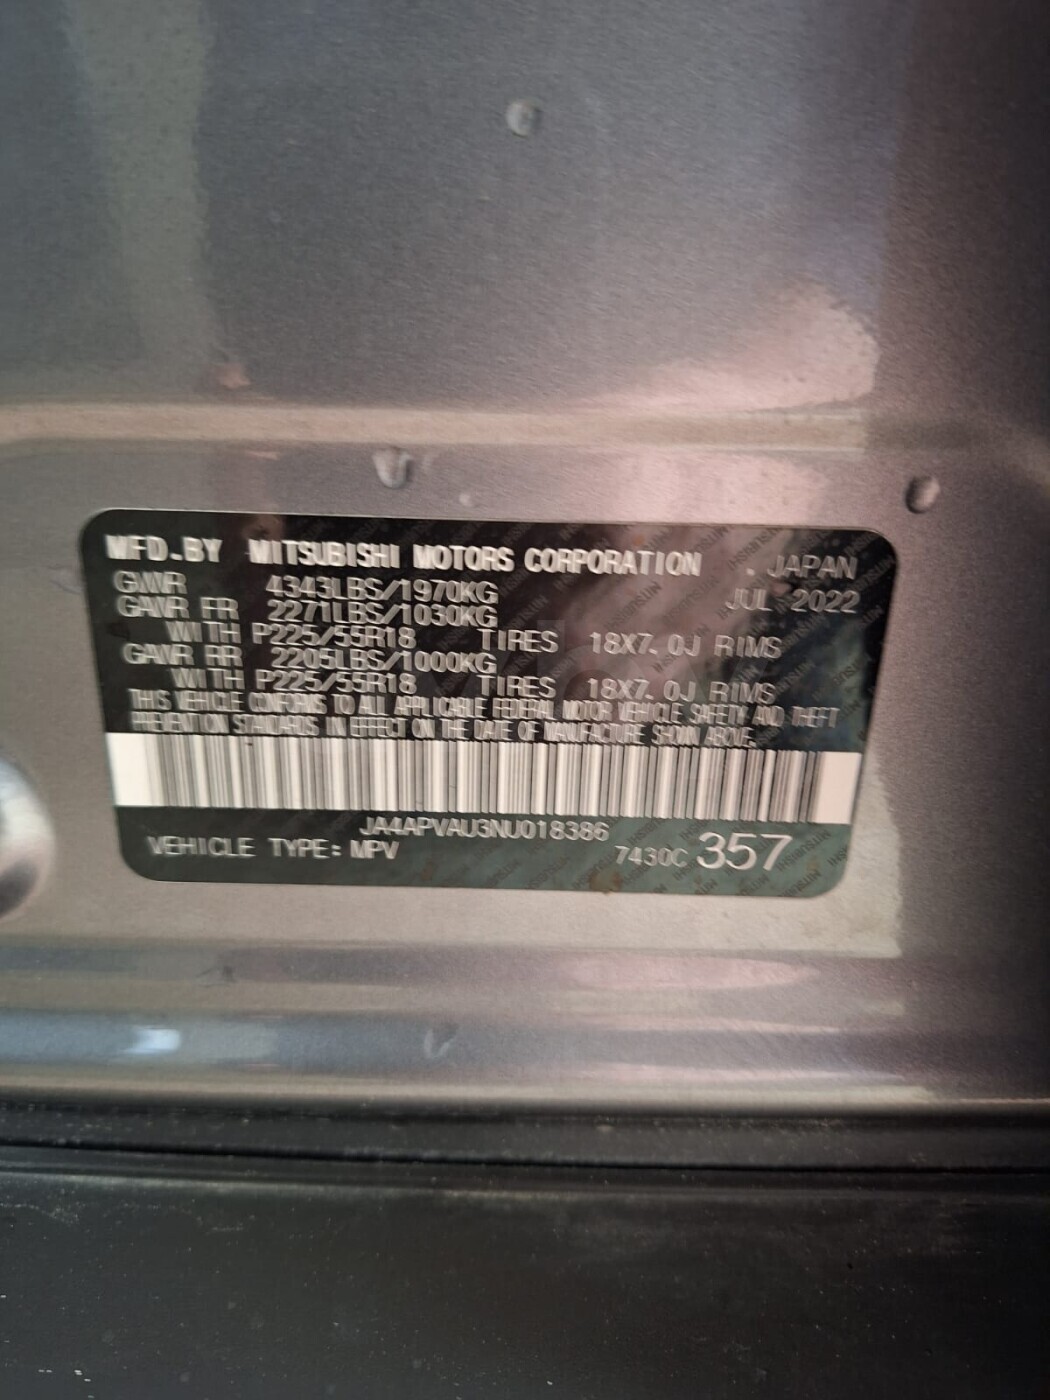 MFD.BY MITSUBISHI MOTORS CORPORATION . JAPAN
GAWR 4343LBS/1970KG JUL 2022
GAWR FR 2271LBS/1030KG
WITH P225/55R18 TIRES 18X7.0J RIMS
GAWR RR 2205LBS/1000KG
WITH P225/55R18 TIRES 18X7.0J RIMS
THIS VEHICLE CONFORMS TO ALL APPLICABLE FEDERAL MOTOR VEHICLE SAFETY AND THEFT
PREVENTION STANDARDS IN EFFECT ON THE DATE OF MANUFACTURE SHOWN ABOVE.
JA4APVAU3NU018386
VEHICLE TYPE: MPV 7430C 357